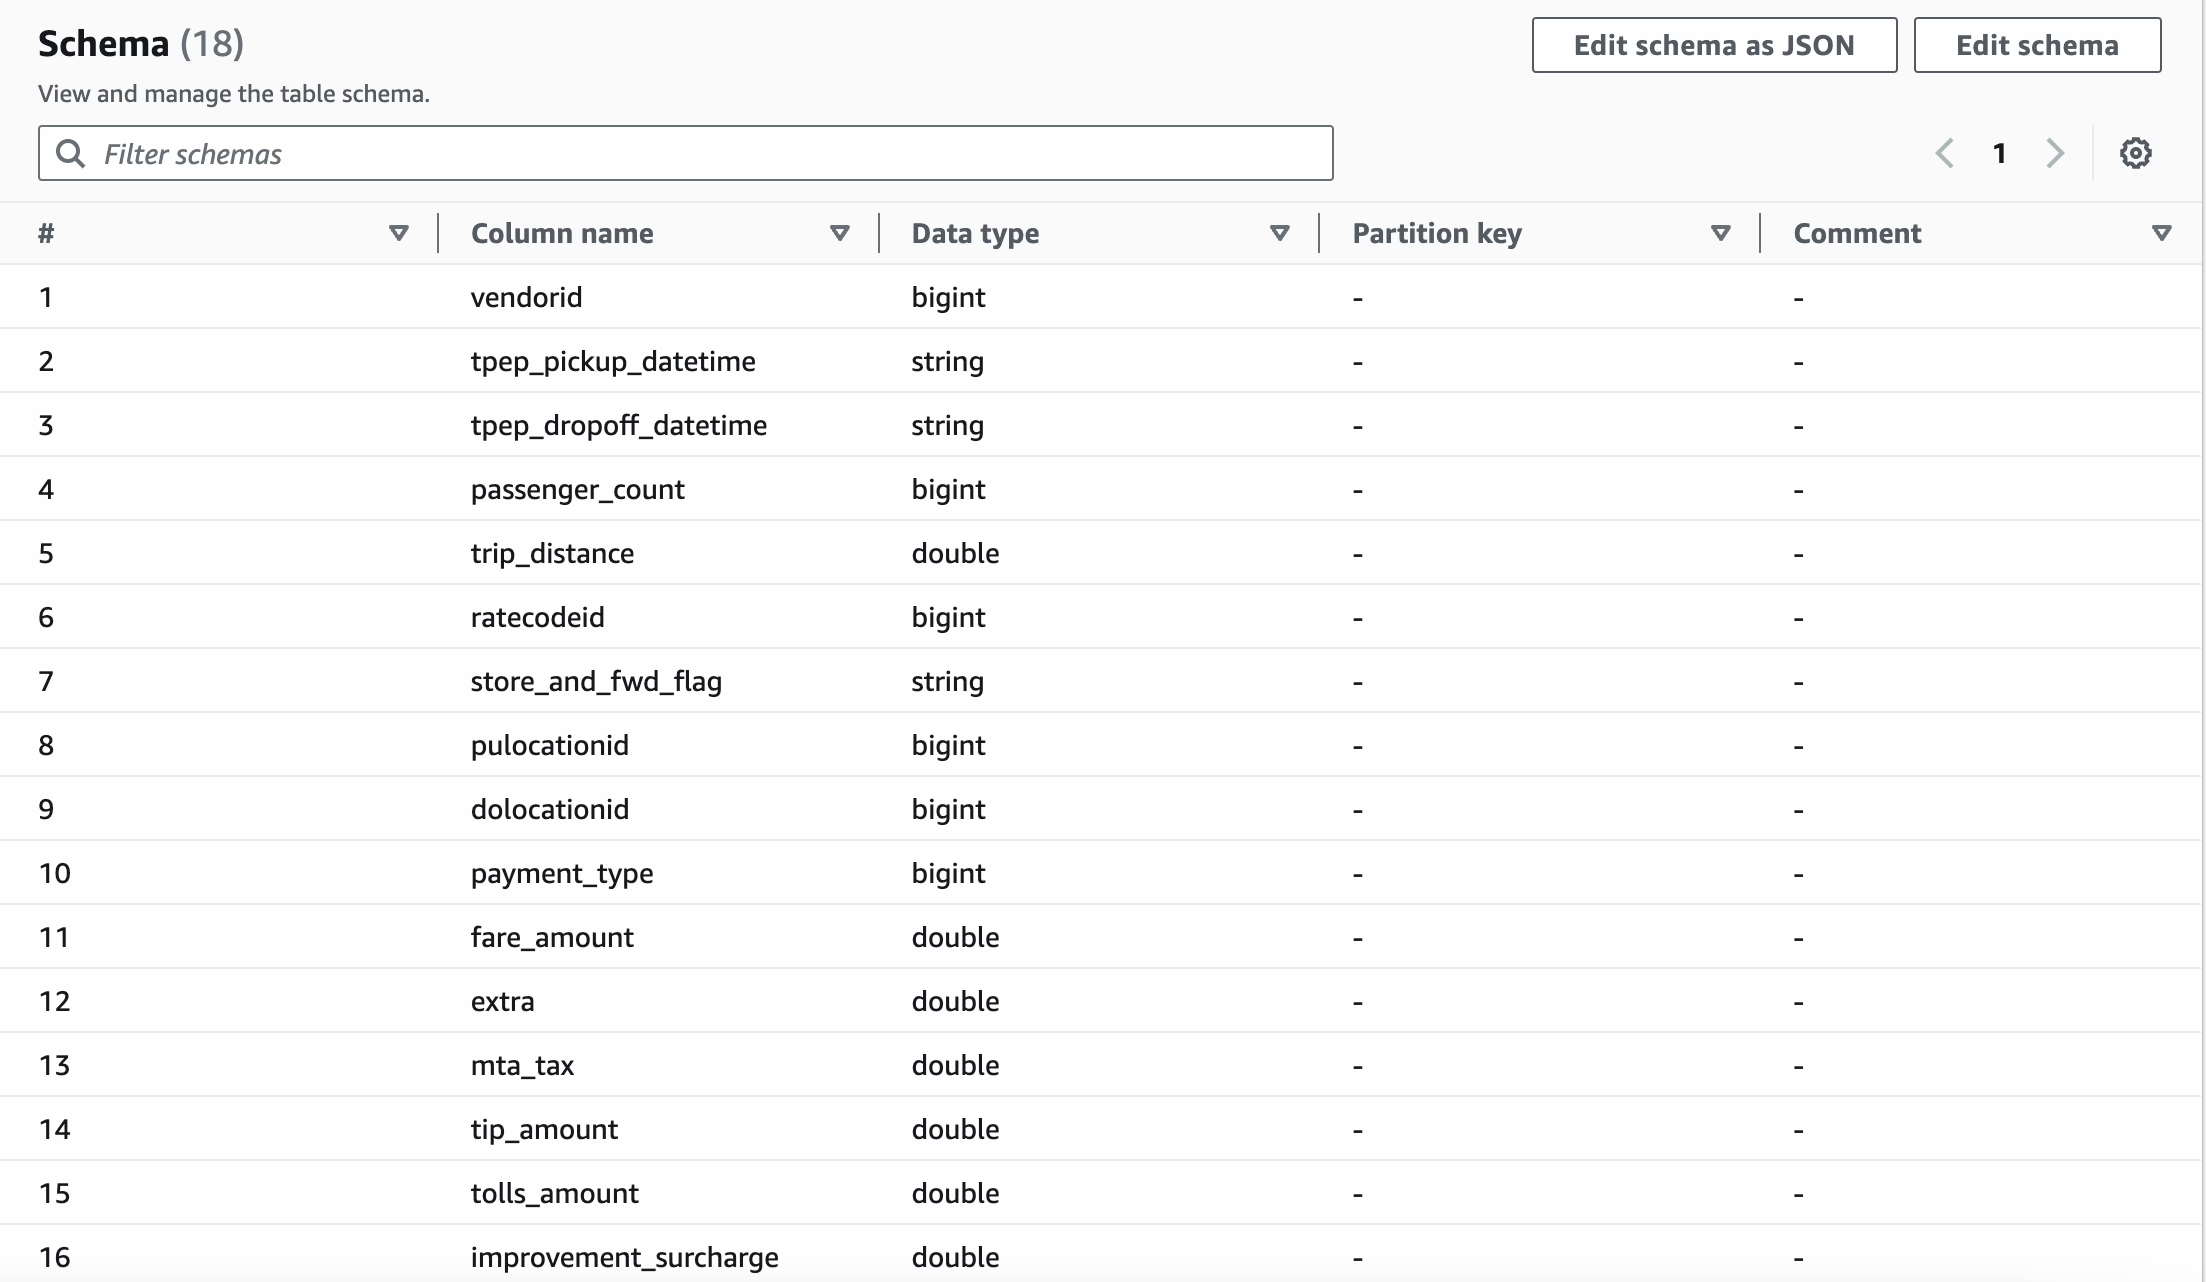 Schema (18)
Edit schema as JSON
Edit schema
View and manage the table schema.
Filter schemas
1
# Column name Data type Partition key Comment
1 vendorid bigint - -
2 tpep_pickup_datetime string - -
3 tpep_dropoff_datetime string - -
4 passenger_count bigint - -
5 trip_distance double - -
6 ratecodeid bigint - -
7 store_and_fwd_flag string - -
8 pulocationid bigint - -
9 dolocationid bigint - -
10 payment_type bigint - -
11 fare_amount double - -
12 extra double - -
13 mta_tax double - -
14 tip_amount double - -
15 tolls_amount double - -
16 improvement_surcharge double - -